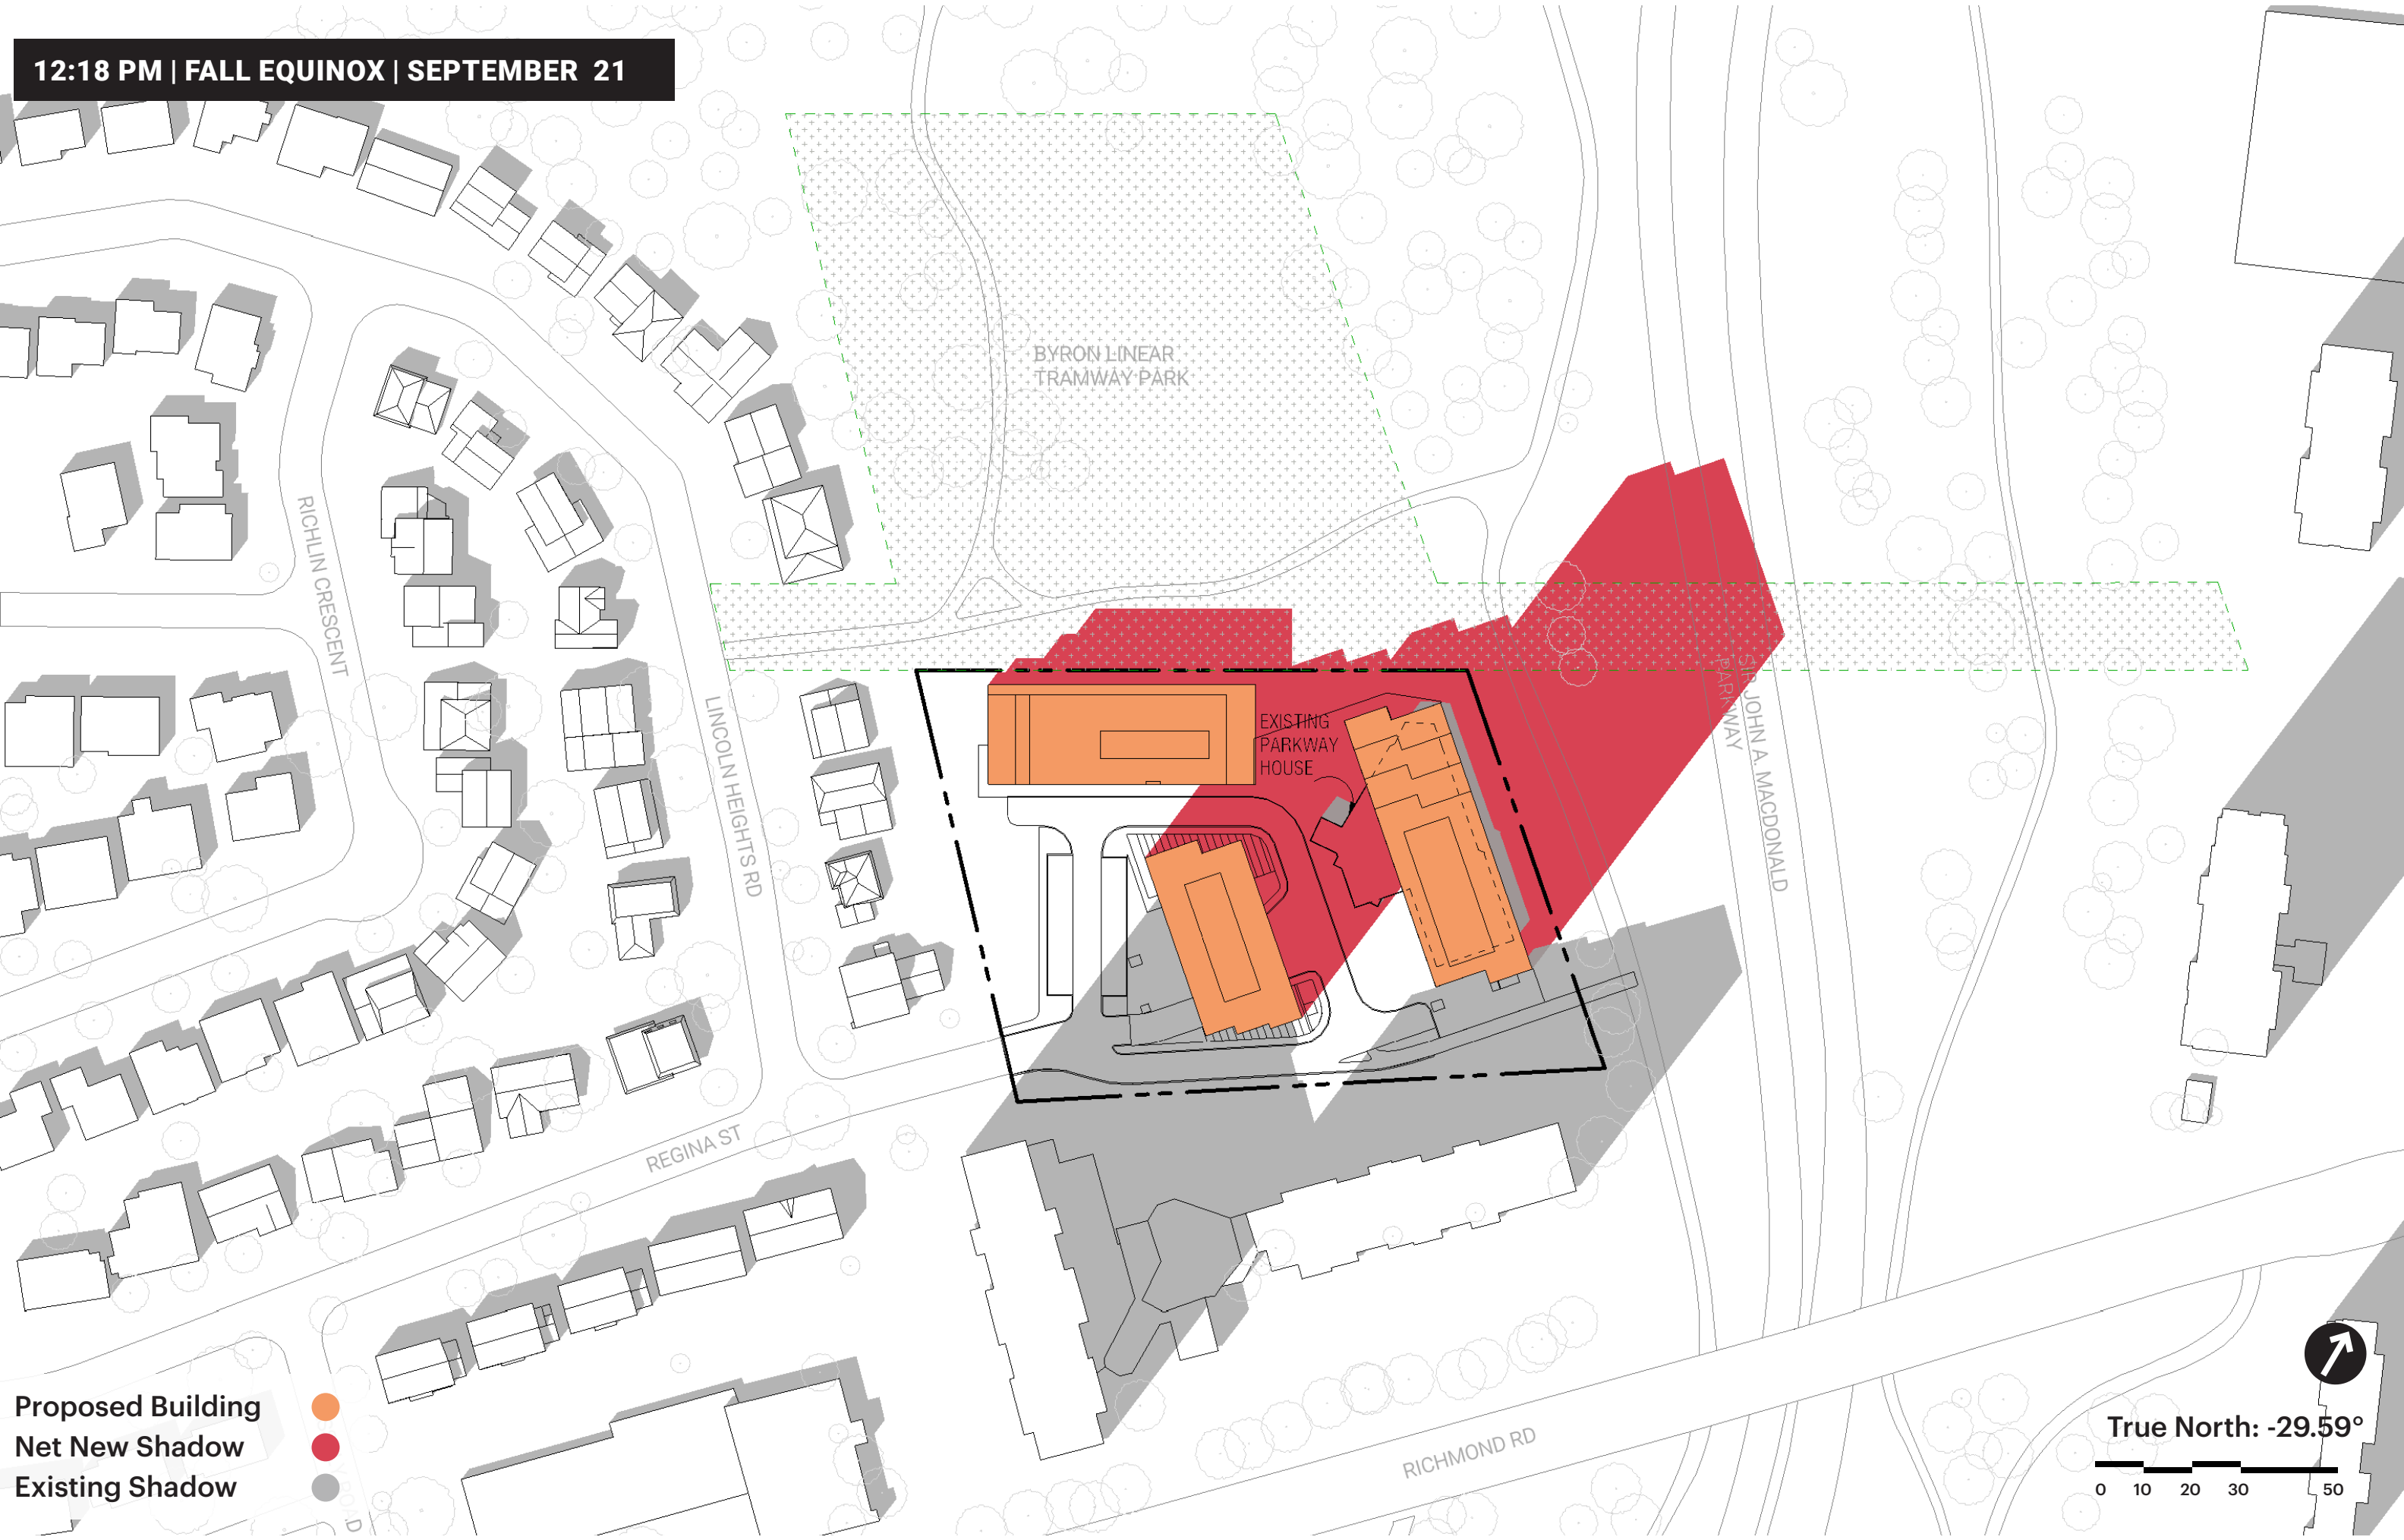 12:18 PM | FALL EQUINOX | SEPTEMBER 21
BYRON LINEAR
TRAMWAY PARK
RICHLIN CRESCENT
LINCOLN HEIGHTS RD
EXISTING
PARKWAY
HOUSE
SIR JOHN A. MACDONALD
PARKWAY
REGINA ST
RICHMOND RD
Proposed Building
Net New Shadow
Existing Shadow
True North: -29.59°
0 10 20 30 50